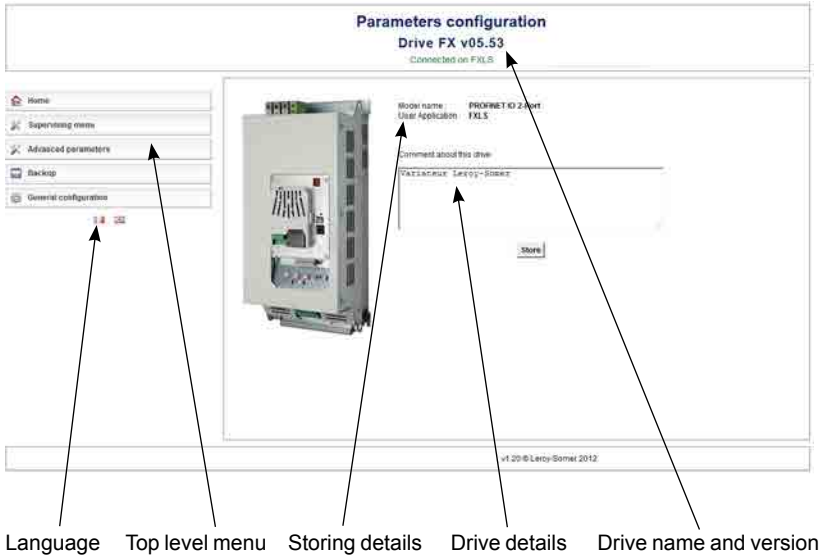 Parameters configuration
Drive FX v05.53
Connected on FXLS
Home
Supervising menu
Advasced parameters
Backup
General configuration
Model name : PROFINET IO 2-Port
User Application : FXLS
Comment about this drive:
Variateur Leroy-Somer
Store
v1.20 © Leroy-Somer 2012
Language
Top level menu
Storing details
Drive details
Drive name and version